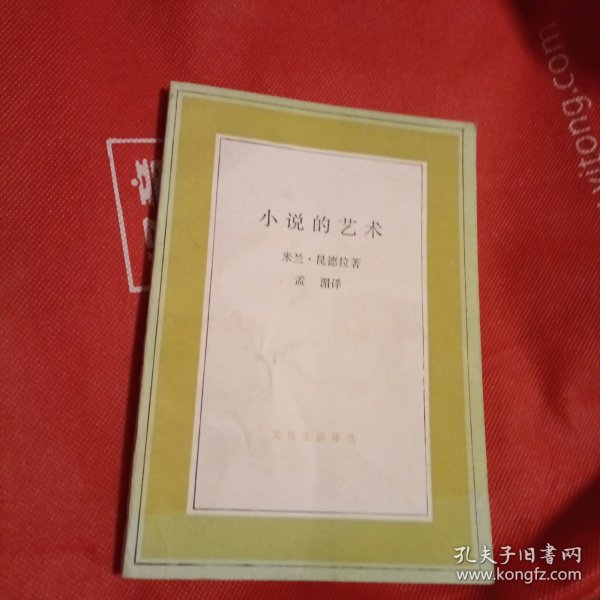 小说的艺术
米兰·昆德拉著
孟 湄译
文化生活译丛
孔夫子旧书网
www.kongfz.com